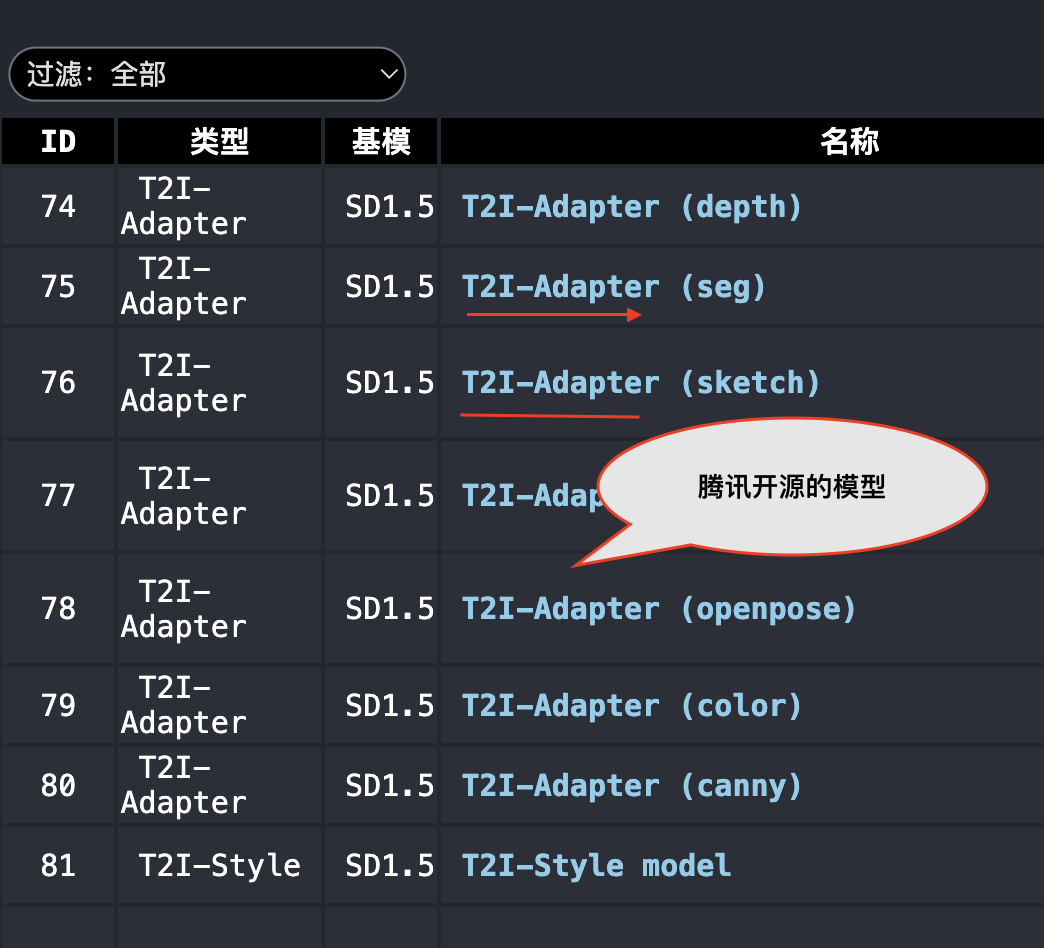 过滤：全部
ID 类型 基模 名称
74 T2I-Adapter SD1.5 T2I-Adapter (depth)
75 T2I-Adapter SD1.5 T2I-Adapter (seg)
76 T2I-Adapter SD1.5 T2I-Adapter (sketch)
腾讯开源的模型
77 T2I-Adapter SD1.5
78 T2I-Adapter SD1.5 T2I-Adapter (openpose)
79 T2I-Adapter SD1.5 T2I-Adapter (color)
80 T2I-Adapter SD1.5 T2I-Adapter (canny)
81 T2I-Style SD1.5 T2I-Style model